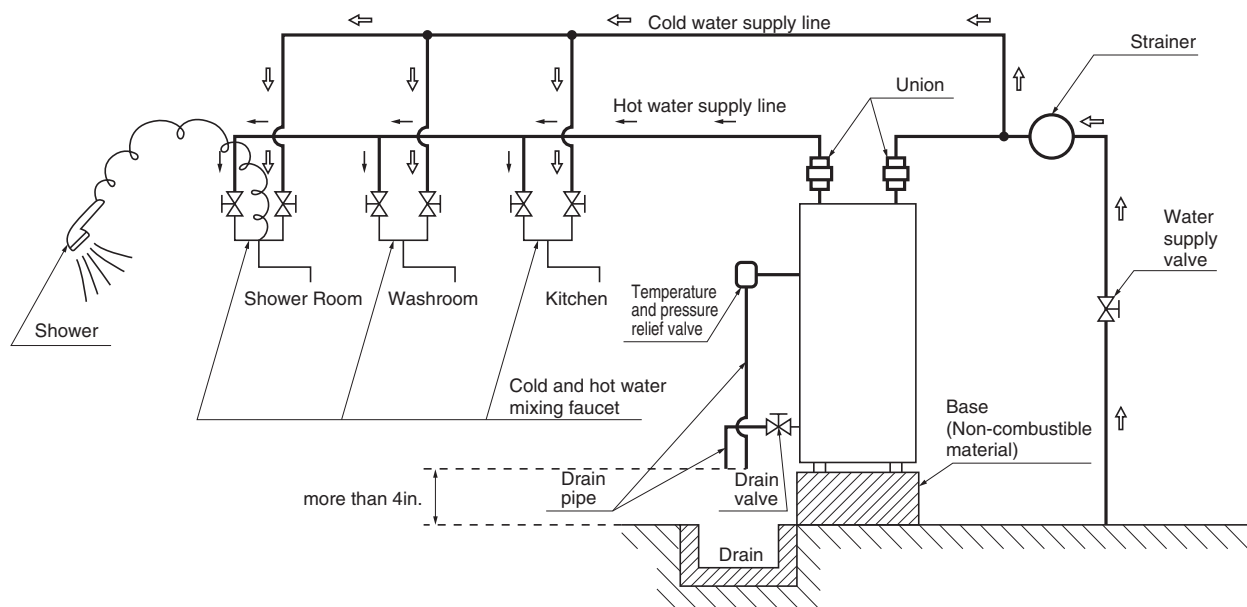 Cold water supply line
Strainer
Union
Hot water supply line
Water
supply
valve
Shower Room
Washroom
Kitchen
Temperature
and pressure
relief valve
Shower
Cold and hot water
mixing faucet
Base
(Non-combustible
material)
more than 4in.
Drain
pipe
Drain
valve
Drain